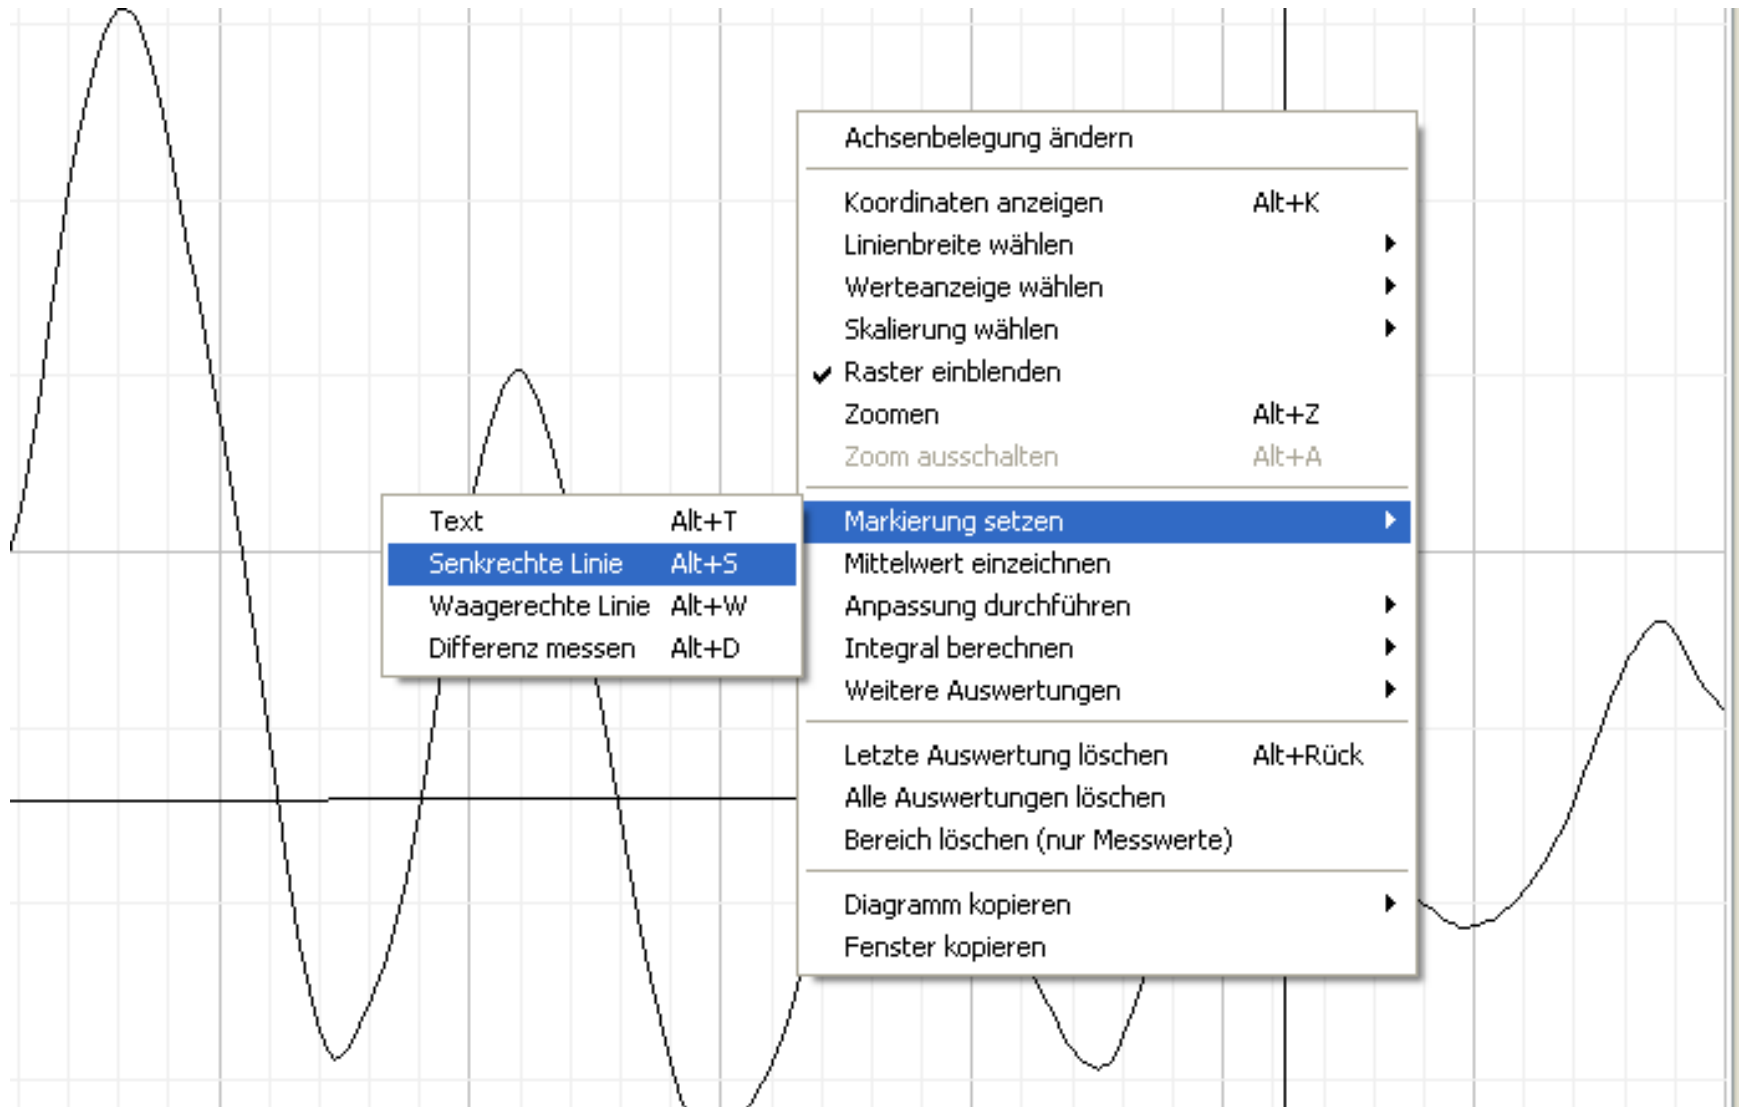 Achsenbelegung ändern
Koordinaten anzeigen Alt+K
Linienbreite wählen
Werteanzeige wählen
Skalierung wählen
Raster einblenden
Zoomen Alt+Z
Zoom ausschalten Alt+A
Markierung setzen
Mittelwert einzeichnen
Anpassung durchführen
Integral berechnen
Weitere Auswertungen
Letzte Auswertung löschen Alt+Rück
Alle Auswertungen löschen
Bereich löschen (nur Messwerte)
Diagramm kopieren
Fenster kopieren
Text Alt+T
Senkrechte Linie Alt+S
Waagerechte Linie Alt+W
Differenz messen Alt+D